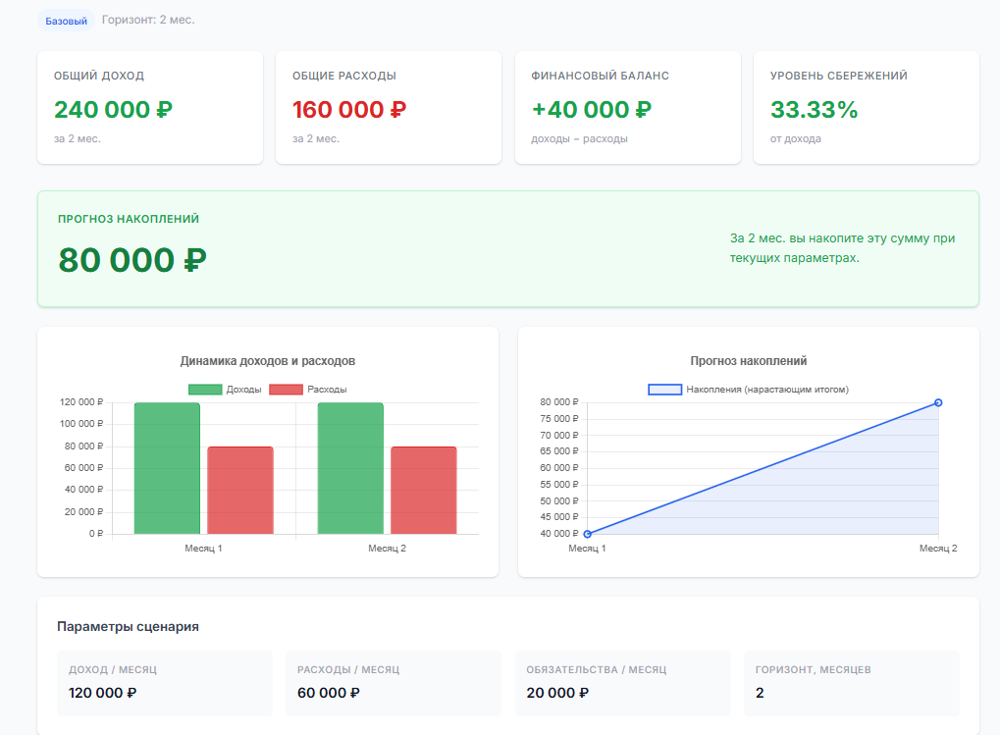 Базовый Горизонт: 2 мес.
ОБЩИЙ ДОХОД
240 000 ₽
за 2 мес.
ОБЩИЕ РАСХОДЫ
160 000 ₽
за 2 мес.
ФИНАНСОВЫЙ БАЛАНС
+40 000 ₽
доходы − расходы
УРОВЕНЬ СБЕРЕЖЕНИЙ
33.33%
от дохода
ПРОГНОЗ НАКОПЛЕНИЙ
80 000 ₽
За 2 мес. вы накопите эту сумму при
текущих параметрах.
Динамика доходов и расходов
Доходы Расходы
120 000 ₽
100 000 ₽
80 000 ₽
60 000 ₽
40 000 ₽
20 000 ₽
0 ₽
Месяц 1 Месяц 2
Прогноз накоплений
Накопления (нарастающим итогом)
80 000 ₽
75 000 ₽
70 000 ₽
65 000 ₽
60 000 ₽
55 000 ₽
50 000 ₽
45 000 ₽
40 000 ₽
Месяц 1 Месяц 2
Параметры сценария
ДОХОД / МЕСЯЦ
120 000 ₽
РАСХОДЫ / МЕСЯЦ
60 000 ₽
ОБЯЗАТЕЛЬСТВА / МЕСЯЦ
20 000 ₽
ГОРИЗОНТ, МЕСЯЦЕВ
2